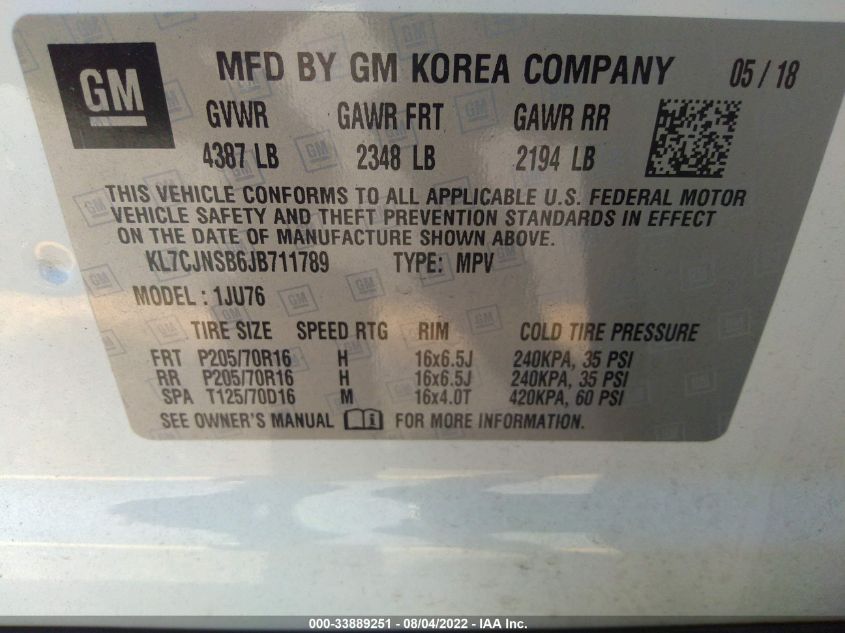 GM MFD BY GM KOREA COMPANY 05 / 18
GVWR GAWR FRT GAWR RR
4387 LB 2348 LB 2194 LB
THIS VEHICLE CONFORMS TO ALL APPLICABLE U.S. FEDERAL MOTOR
VEHICLE SAFETY AND THEFT PREVENTION STANDARDS IN EFFECT
ON THE DATE OF MANUFACTURE SHOWN ABOVE.
KL7CJNSB6JB711789 TYPE: MPV
MODEL : 1JU76
TIRE SIZE SPEED RTG RIM COLD TIRE PRESSURE
FRT P205/70R16 H 16x6.5J 240KPA, 35 PSI
RR P205/70R16 H 16x6.5J 240KPA, 35 PSI
SPA T125/70D16 M 16x4.0T 420KPA, 60 PSI
SEE OWNER'S MANUAL FOR MORE INFORMATION.
000-33889251 - 08/04/2022 - IAA Inc.